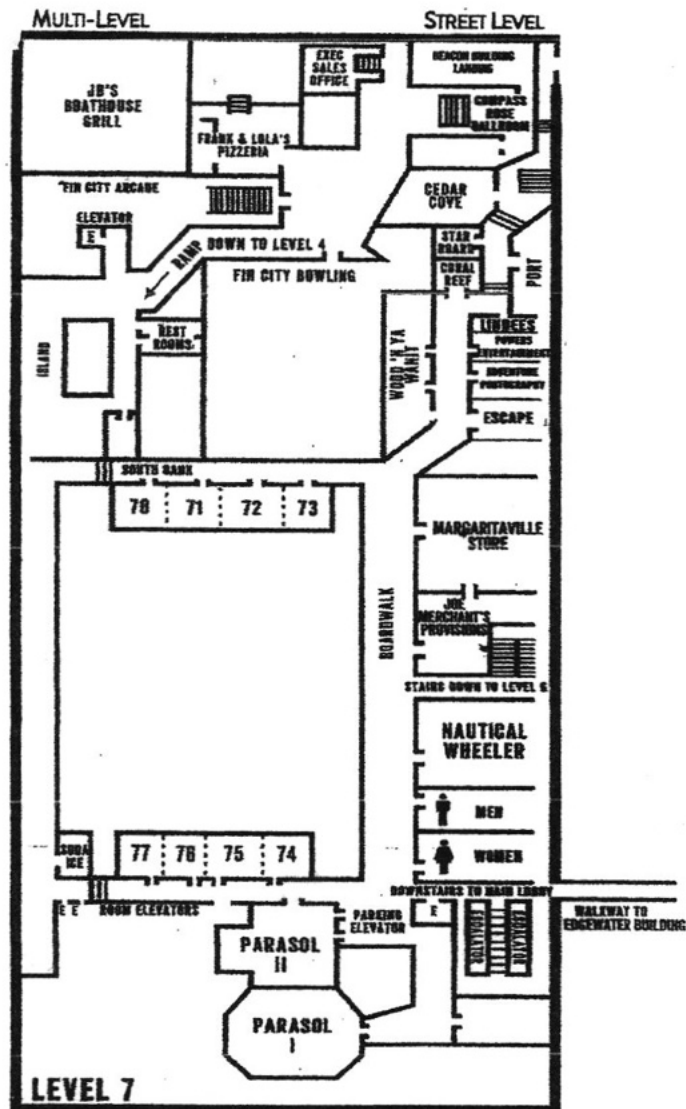 MULTI-LEVEL
STREET LEVEL
JB'S
BOATHOUSE
GRILL
EXEC
SALES
OFFICE
BEACON BUILDING
LANDING
COMPASS
ROSE
BALLROOM
FRANK & LOLA'S
PIZZERIA
FIN CITY ARCADE
CEDAR
COVE
ELEVATOR
E
RAMP DOWN TO LEVEL 4
STAR
BOARD
FIN CITY BOWLING
CORAL
REEF
PORT
ISLAND
REST
ROOMS
WOOD 'N YA
WANIT
LINBEES
POWERS
ENTERTAINMENT
ADVENTURE
PHOTOGRAPHY
ESCAPE
SOUTH BANK
70 71 72 73
MARGARITAVILLE
STORE
BOARDWALK
JOE
MERCHANT'S
PROVISIONS
STAIRS DOWN TO LEVEL 6
NAUTICAL
WHEELER
MEN
SODA
ICE
77 76 75 74
WOMEN
DOWNSTAIRS TO MAIN LOBBY
E E ROOM ELEVATORS
PARKING
ELEVATOR
E
ESCALATOR
ESCALATOR
WALKWAY TO
EDGEWATER BUILDING
PARASOL
II
PARASOL
I
LEVEL 7